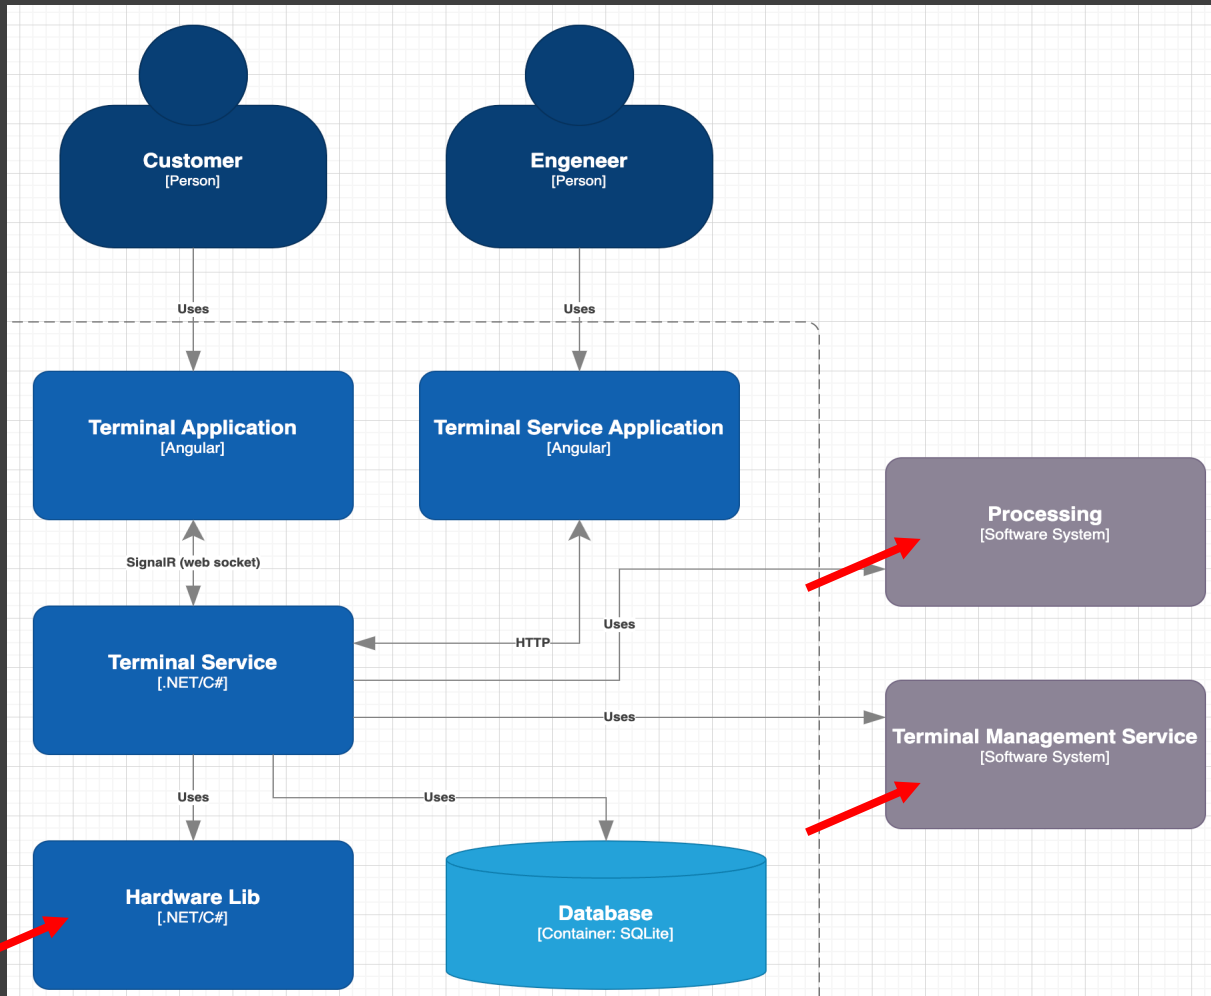 Customer
[Person]
Engeneer
[Person]
Uses
Uses
Terminal Application
[Angular]
Terminal Service Application
[Angular]
Processing
[Software System]
SignalR (web socket)
Uses
HTTP
Terminal Service
[.NET/C#]
Uses
Terminal Management Service
[Software System]
Uses
Uses
Hardware Lib
[.NET/C#]
Database
[Container: SQLite]